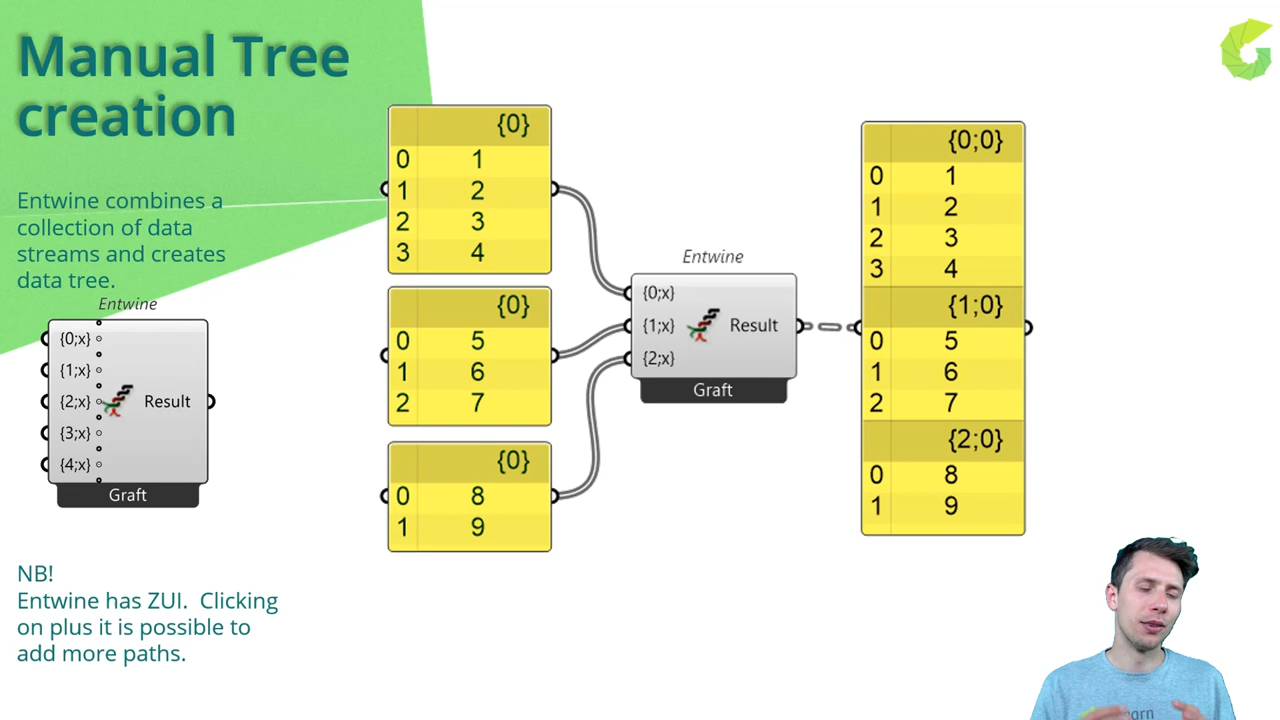 Manual Tree
creation
Entwine combines a
collection of data
streams and creates
data tree.
Entwine
{0;x}
{1;x}
{2;x} Result
{3;x}
{4;x}
Graft
NB!
Entwine has ZUI. Clicking
on plus it is possible to
add more paths.
{0}
0 1
1 2
2 3
3 4
{0}
0 5
1 6
2 7
{0}
0 8
1 9
Entwine
{0;x}
{1;x} Result
{2;x}
Graft
{0;0}
0 1
1 2
2 3
3 4
{1;0}
0 5
1 6
2 7
{2;0}
0 8
1 9